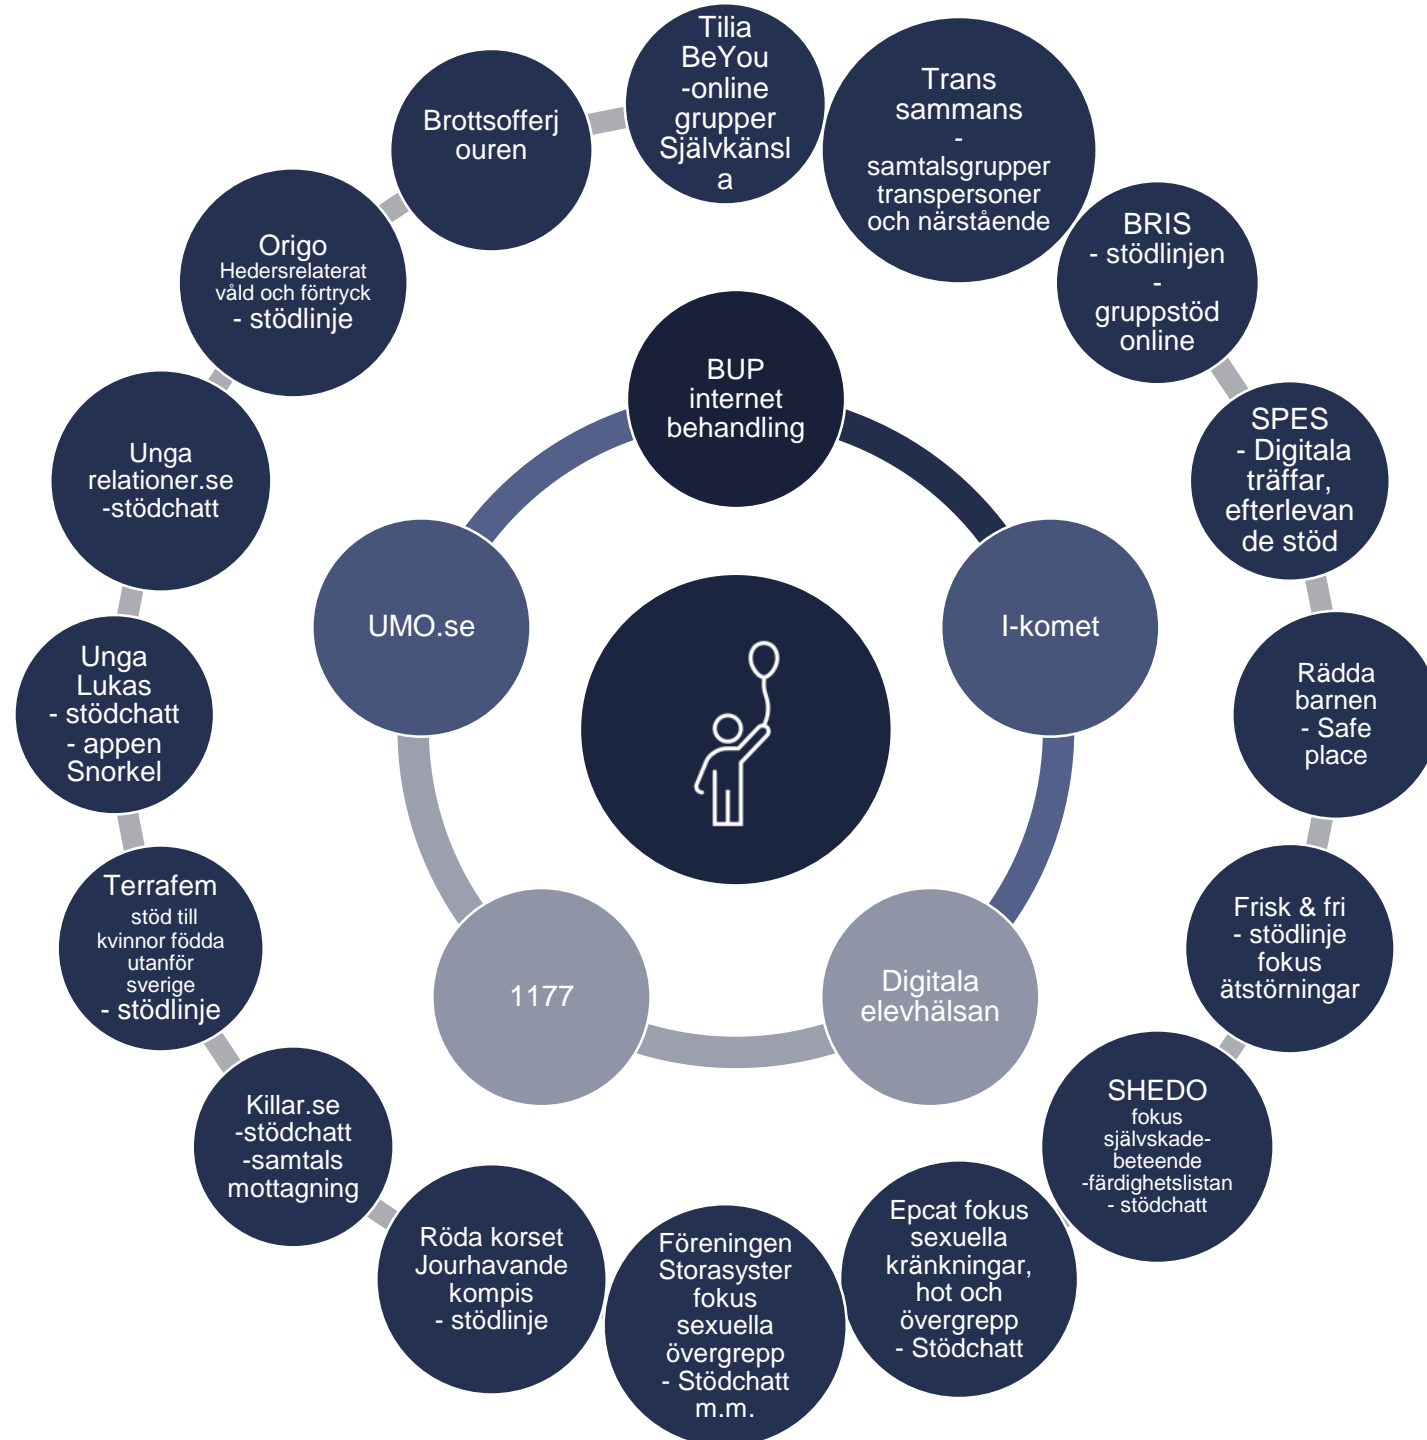 Tilia
BeYou
-online
grupper
Självkänsl
a
Trans
sammans
-
samtalsgrupper
transpersoner
och närstående
BRIS
- stödlinjen
-
gruppstöd
online
SPES
- Digitala
träffar,
efterlevan
de stöd
Rädda
barnen
- Safe
place
Frisk & fri
- stödlinje
fokus
ätstörningar
SHEDO
fokus
självskade-
beteende
-färdighetslistan
- stödchatt
Epcat fokus
sexuella
kränkningar,
hot och
övergrepp
- Stödchatt
Föreningen
Storasyster
fokus
sexuella
övergrepp
- Stödchatt
m.m.
Röda korset
Jourhavande
kompis
- stödlinje
Killar.se
-stödchatt
-samtals
mottagning
Terrafem
stöd till
kvinnor födda
utanför
sverige
- stödlinje
Unga
Lukas
- stödchatt
- appen
Snorkel
Unga
relationer.se
-stödchatt
Origo
Hedersrelaterat
våld och förtryck
- stödlinje
Brottsofferj
ouren
BUP
internet
behandling
I-komet
Digitala
elevhälsan
1177
UMO.se